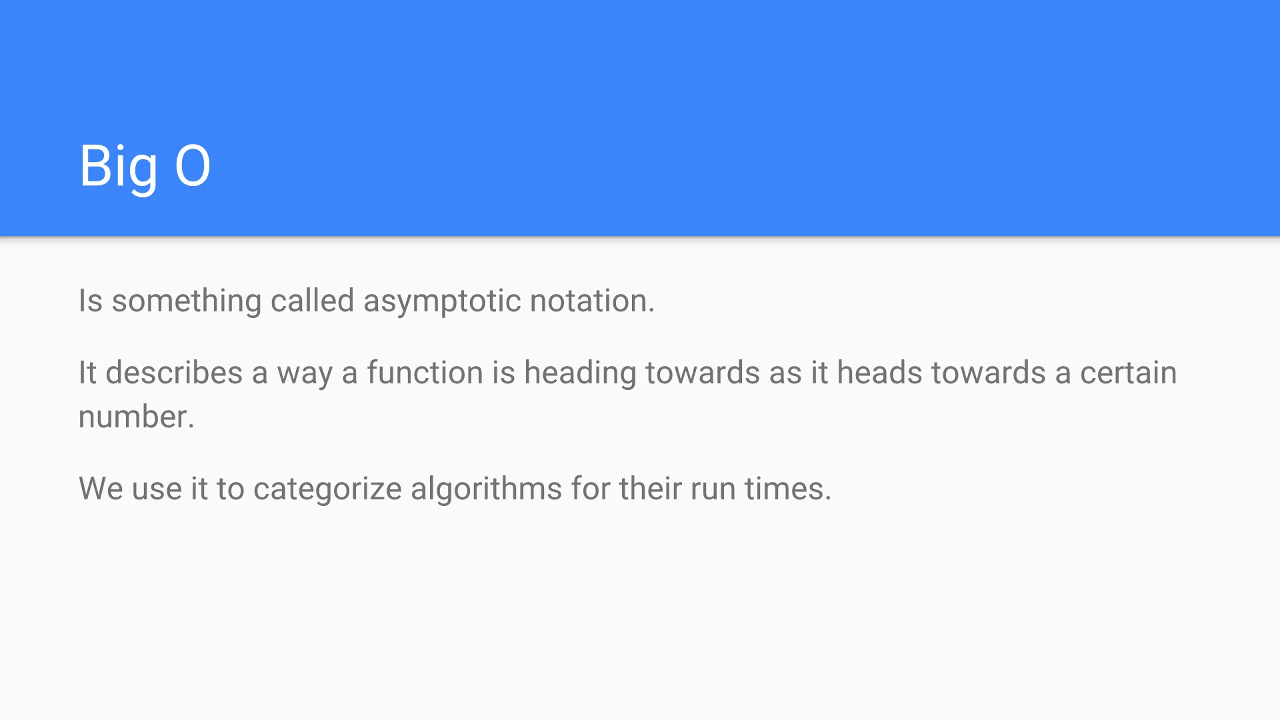 Big O
Is something called asymptotic notation.
It describes a way a function is heading towards as it heads towards a certain
number.
We use it to categorize algorithms for their run times.